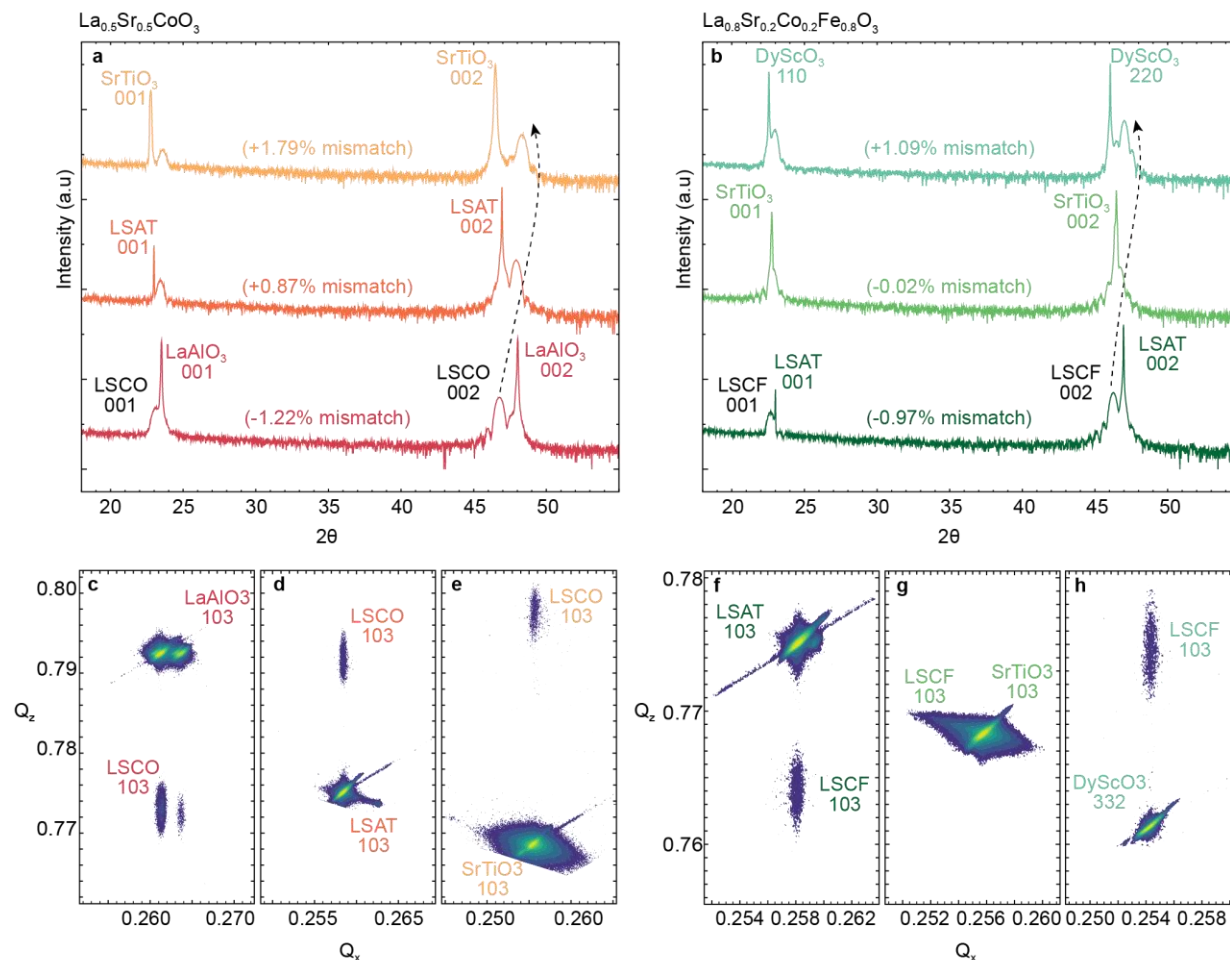 La₀.₅Sr₀.₅CoO₃
a
SrTiO₃
001
SrTiO₃
002
(+1.79% mismatch)
LSAT
001
LSAT
002
(+0.87% mismatch)
LSCO
001
LaAlO₃
001
LSCO
002
LaAlO₃
002
(-1.22% mismatch)
Intensity (a.u)
20 25 30 35 40 45 50
2θ
La₀.₈Sr₀.₂Co₀.₂Fe₀.₈O₃
b
DyScO₃
110
DyScO₃
220
(+1.09% mismatch)
SrTiO₃
001
SrTiO₃
002
(-0.02% mismatch)
LSCF
001
LSAT
001
LSCF
002
LSAT
002
(-0.97% mismatch)
Intensity (a.u)
20 25 30 35 40 45 50
2θ
0.80
0.79
Q_z
0.78
0.77
c
LaAlO3
103
LSCO
103
0.260 0.270
d
LSCO
103
LSAT
103
0.255 0.265
e
LSCO
103
SrTiO3
103
0.250 0.260
Qₓ
0.78
Q_z
0.77
0.76
f
LSAT
103
LSCF
103
0.254 0.258 0.262
g
LSCF
103
SrTiO3
103
0.252 0.256 0.260
h
LSCF
103
DyScO3
332
0.250 0.254 0.258
Qₓ